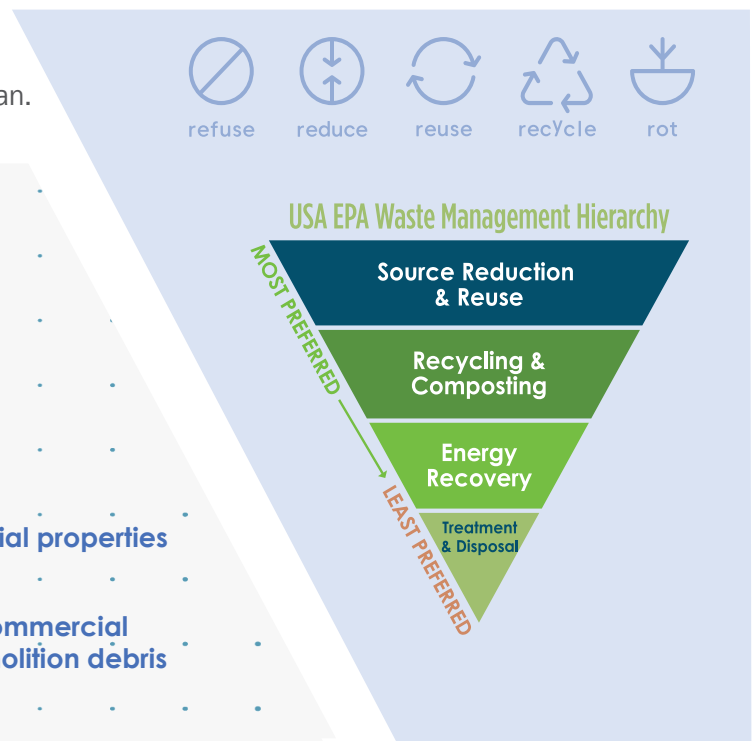 an.
refuse reduce reuse recycle rot
USA EPA Waste Management Hierarchy
MOST PREFERRED
LEAST PREFERRED
Source Reduction
& Reuse
Recycling &
Composting
Energy
Recovery
Treatment
& Disposal
ial properties
ommercial
olition debris